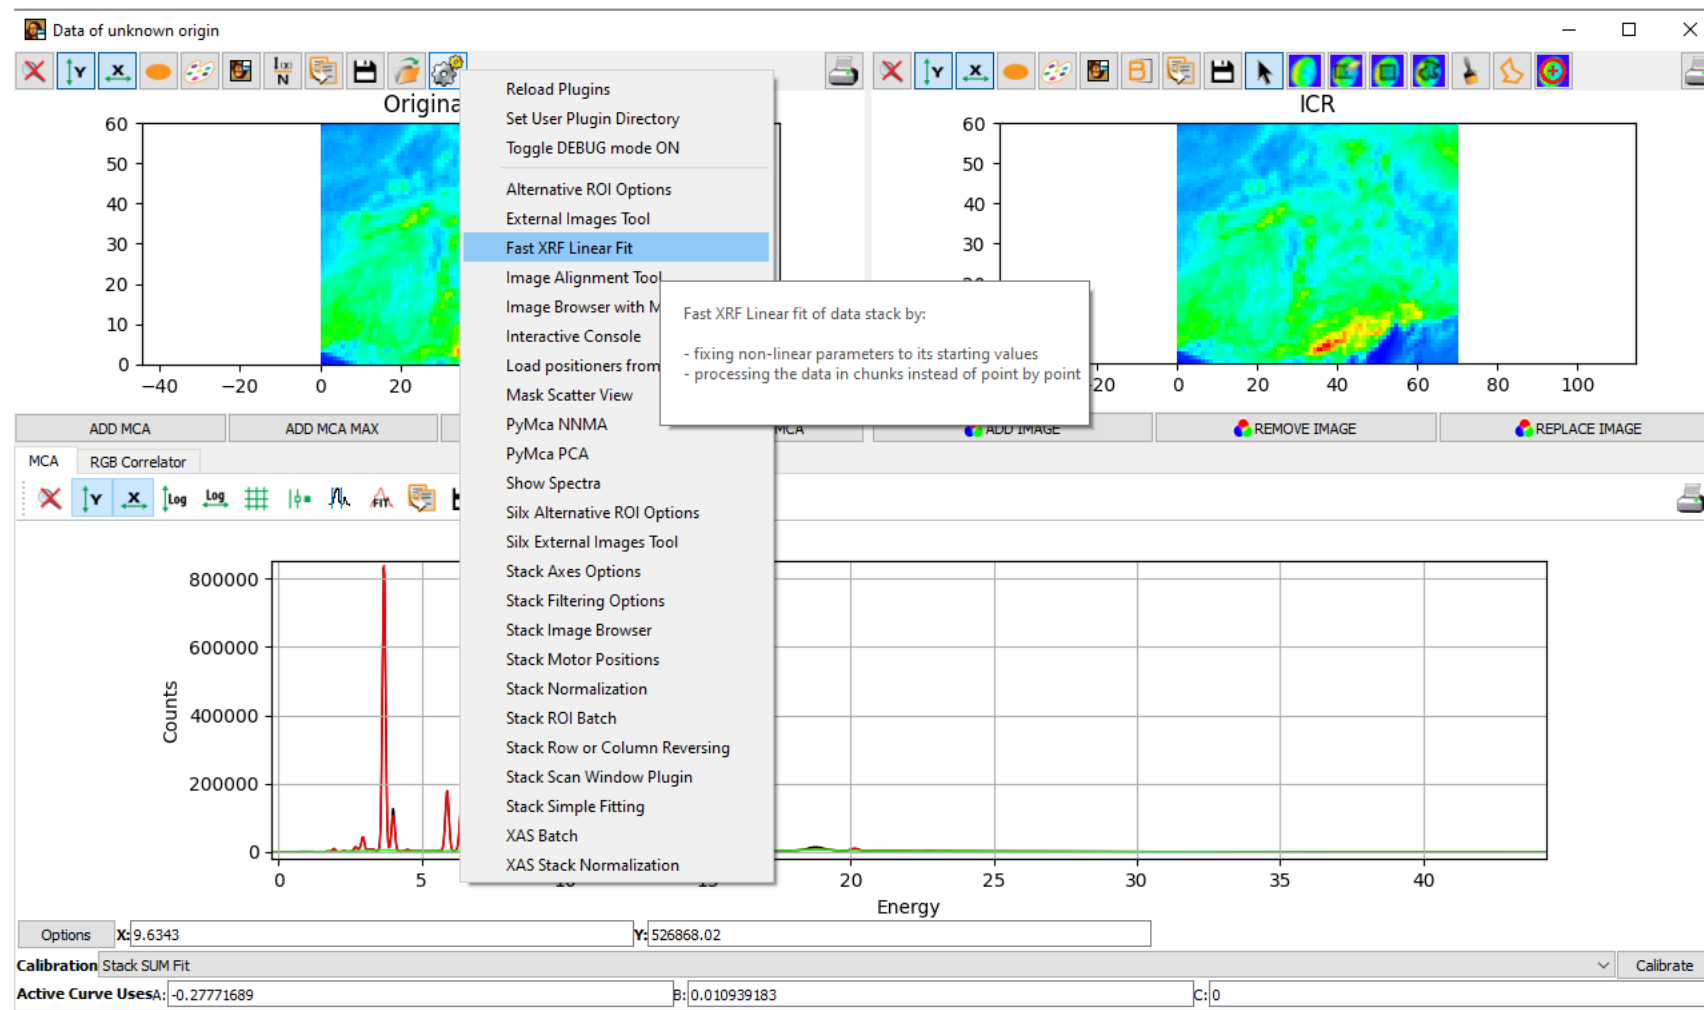 Data of unknown origin
I(x)
N
Origina
ICR
60
50
40
30
20
10
0
−40
−20
0
20
60
50
40
30
20
0
20
40
60
80
100
Reload Plugins
Set User Plugin Directory
Toggle DEBUG mode ON
Alternative ROI Options
External Images Tool
Fast XRF Linear Fit
Image Alignment Tool
Image Browser with M
Interactive Console
Load positioners from
Mask Scatter View
PyMca NNMA
PyMca PCA
Show Spectra
Silx Alternative ROI Options
Silx External Images Tool
Stack Axes Options
Stack Filtering Options
Stack Image Browser
Stack Motor Positions
Stack Normalization
Stack ROI Batch
Stack Row or Column Reversing
Stack Scan Window Plugin
Stack Simple Fitting
XAS Batch
XAS Stack Normalization
Fast XRF Linear fit of data stack by:
- fixing non-linear parameters to its starting values
- processing the data in chunks instead of point by point
ADD MCA
ADD MCA MAX
MCA
ADD IMAGE
REMOVE IMAGE
REPLACE IMAGE
MCA
RGB Correlator
Y
X
Log
Log
FIT
800000
600000
400000
200000
0
Counts
0
5
20
25
30
35
40
Energy
Options
X: 9.6343
Y: 526868.02
Calibration Stack SUM Fit
Calibrate
Active Curve Uses A: -0.27771689
B: 0.010939183
C: 0